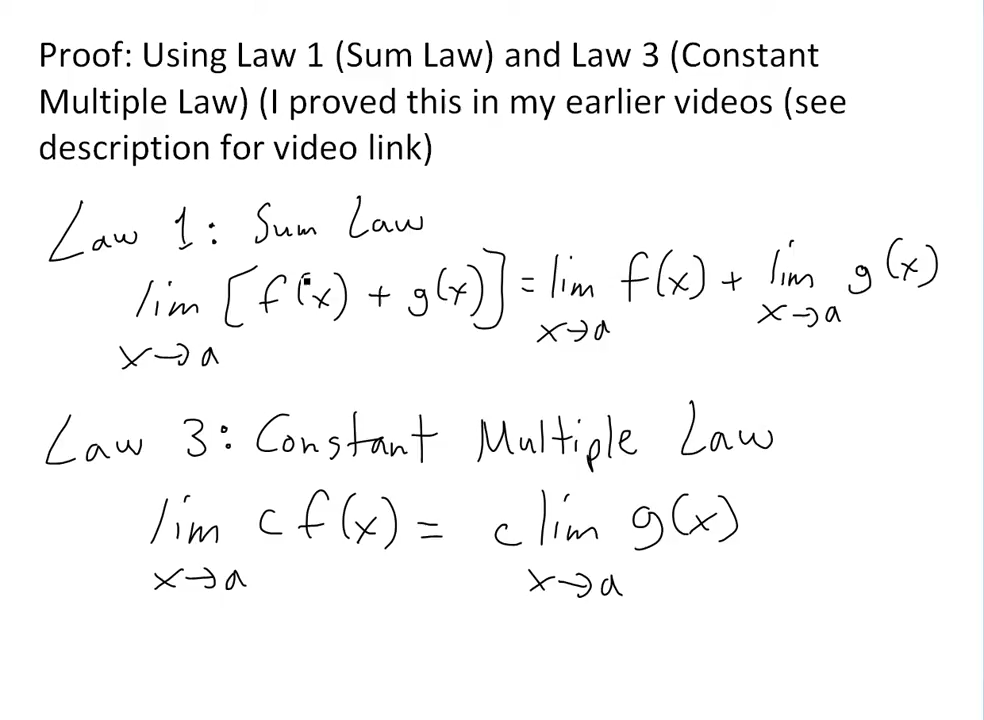 Proof: Using Law 1 (Sum Law) and Law 3 (Constant
Multiple Law) (I proved this in my earlier videos (see
description for video link)
Law 1: Sum Law
lim [f(x) + g(x)] = lim f(x) + lim g(x)
x→a x→a x→a
Law 3: Constant Multiple Law
lim c f(x) = c lim g(x)
x→a x→a